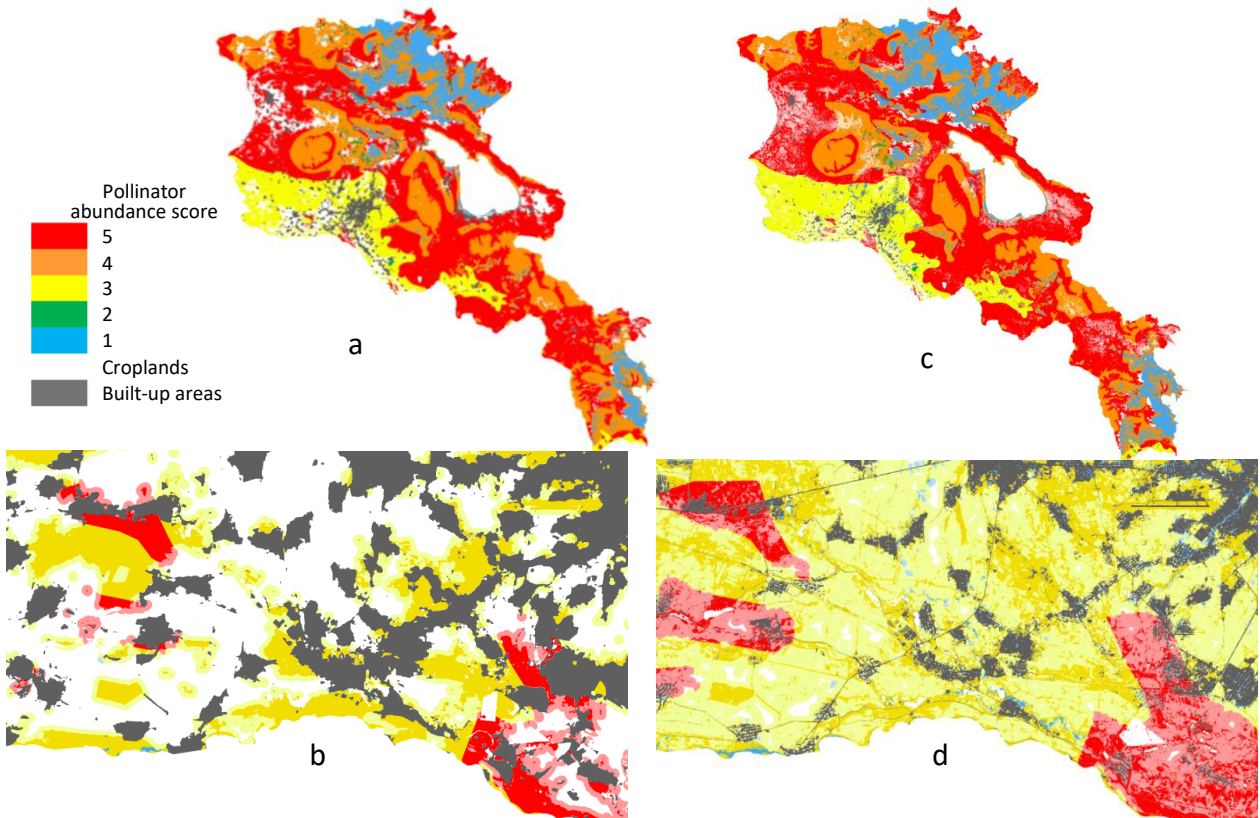 Pollinator
abundance score
5
4
3
2
1
Croplands
Built-up areas
a
c
b
d